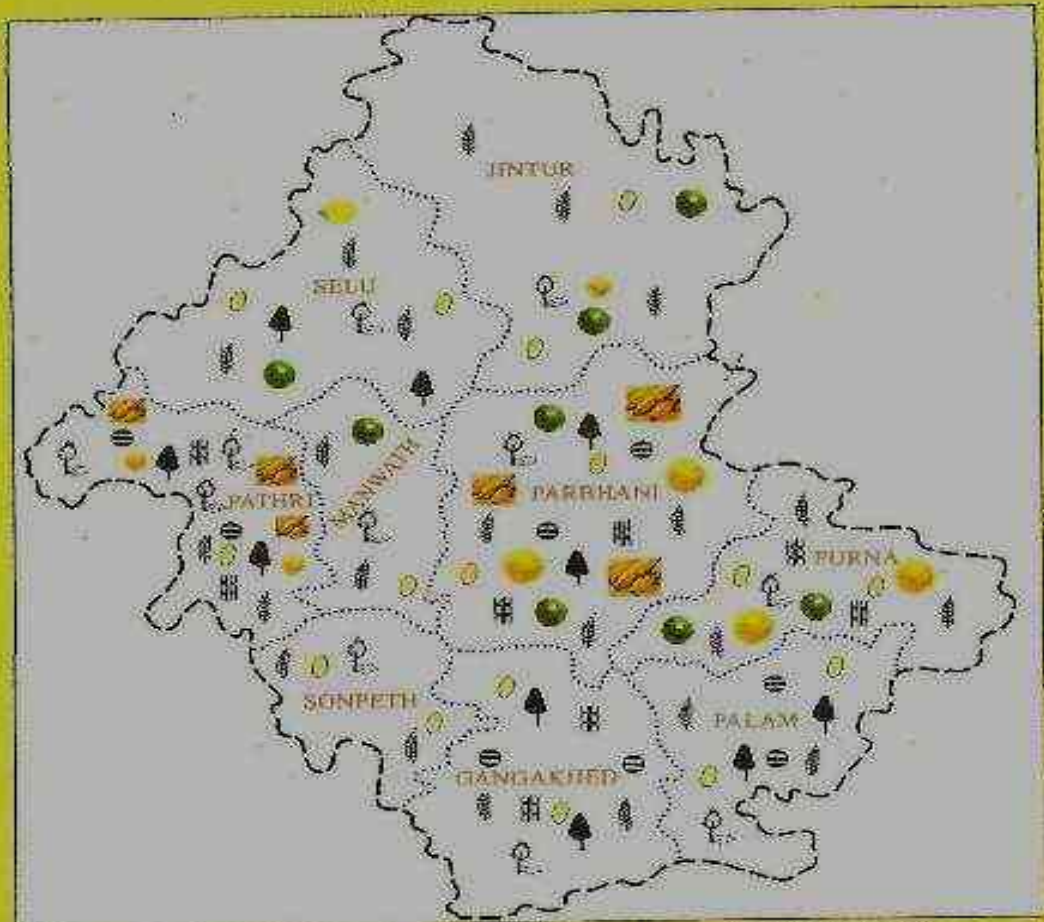 JINTUR
SELU
MANWATH
PATHRI
PARBHANI
PURNA
SONPETH
PALAM
GANGAKHED